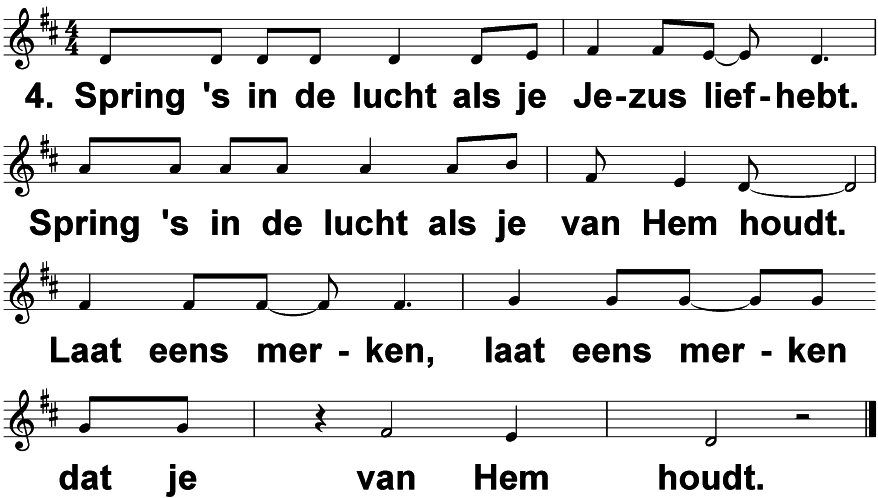 4. Spring 's in de lucht als je Je-zus lief-hebt.
Spring 's in de lucht als je van Hem houdt.
Laat eens mer - ken, laat eens mer - ken
dat je van Hem houdt.